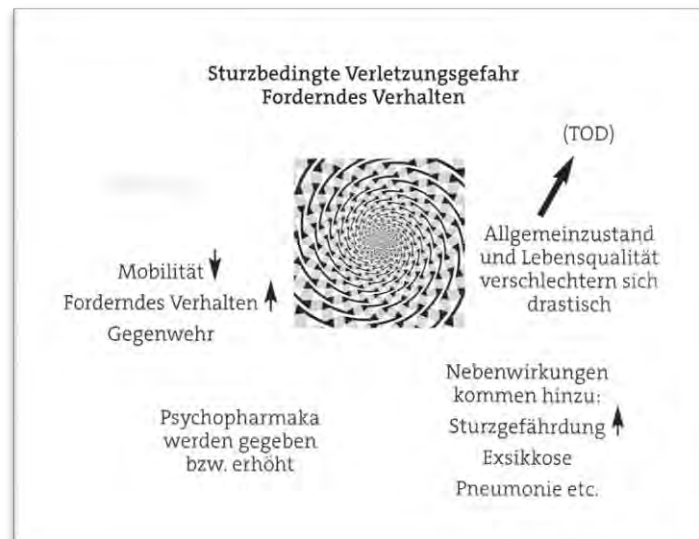 Sturzbedingte Verletzungsgefahr
Forderndes Verhalten
Mobilität
Forderndes Verhalten
Gegenwehr
Psychopharmaka
werden gegeben
bzw. erhöht
Nebenwirkungen
kommen hinzu:
Sturzgefährdung
Exsikkose
Pneumonie etc.
Allgemeinzustand
und Lebensqualität
verschlechtern sich
drastisch
(TOD)